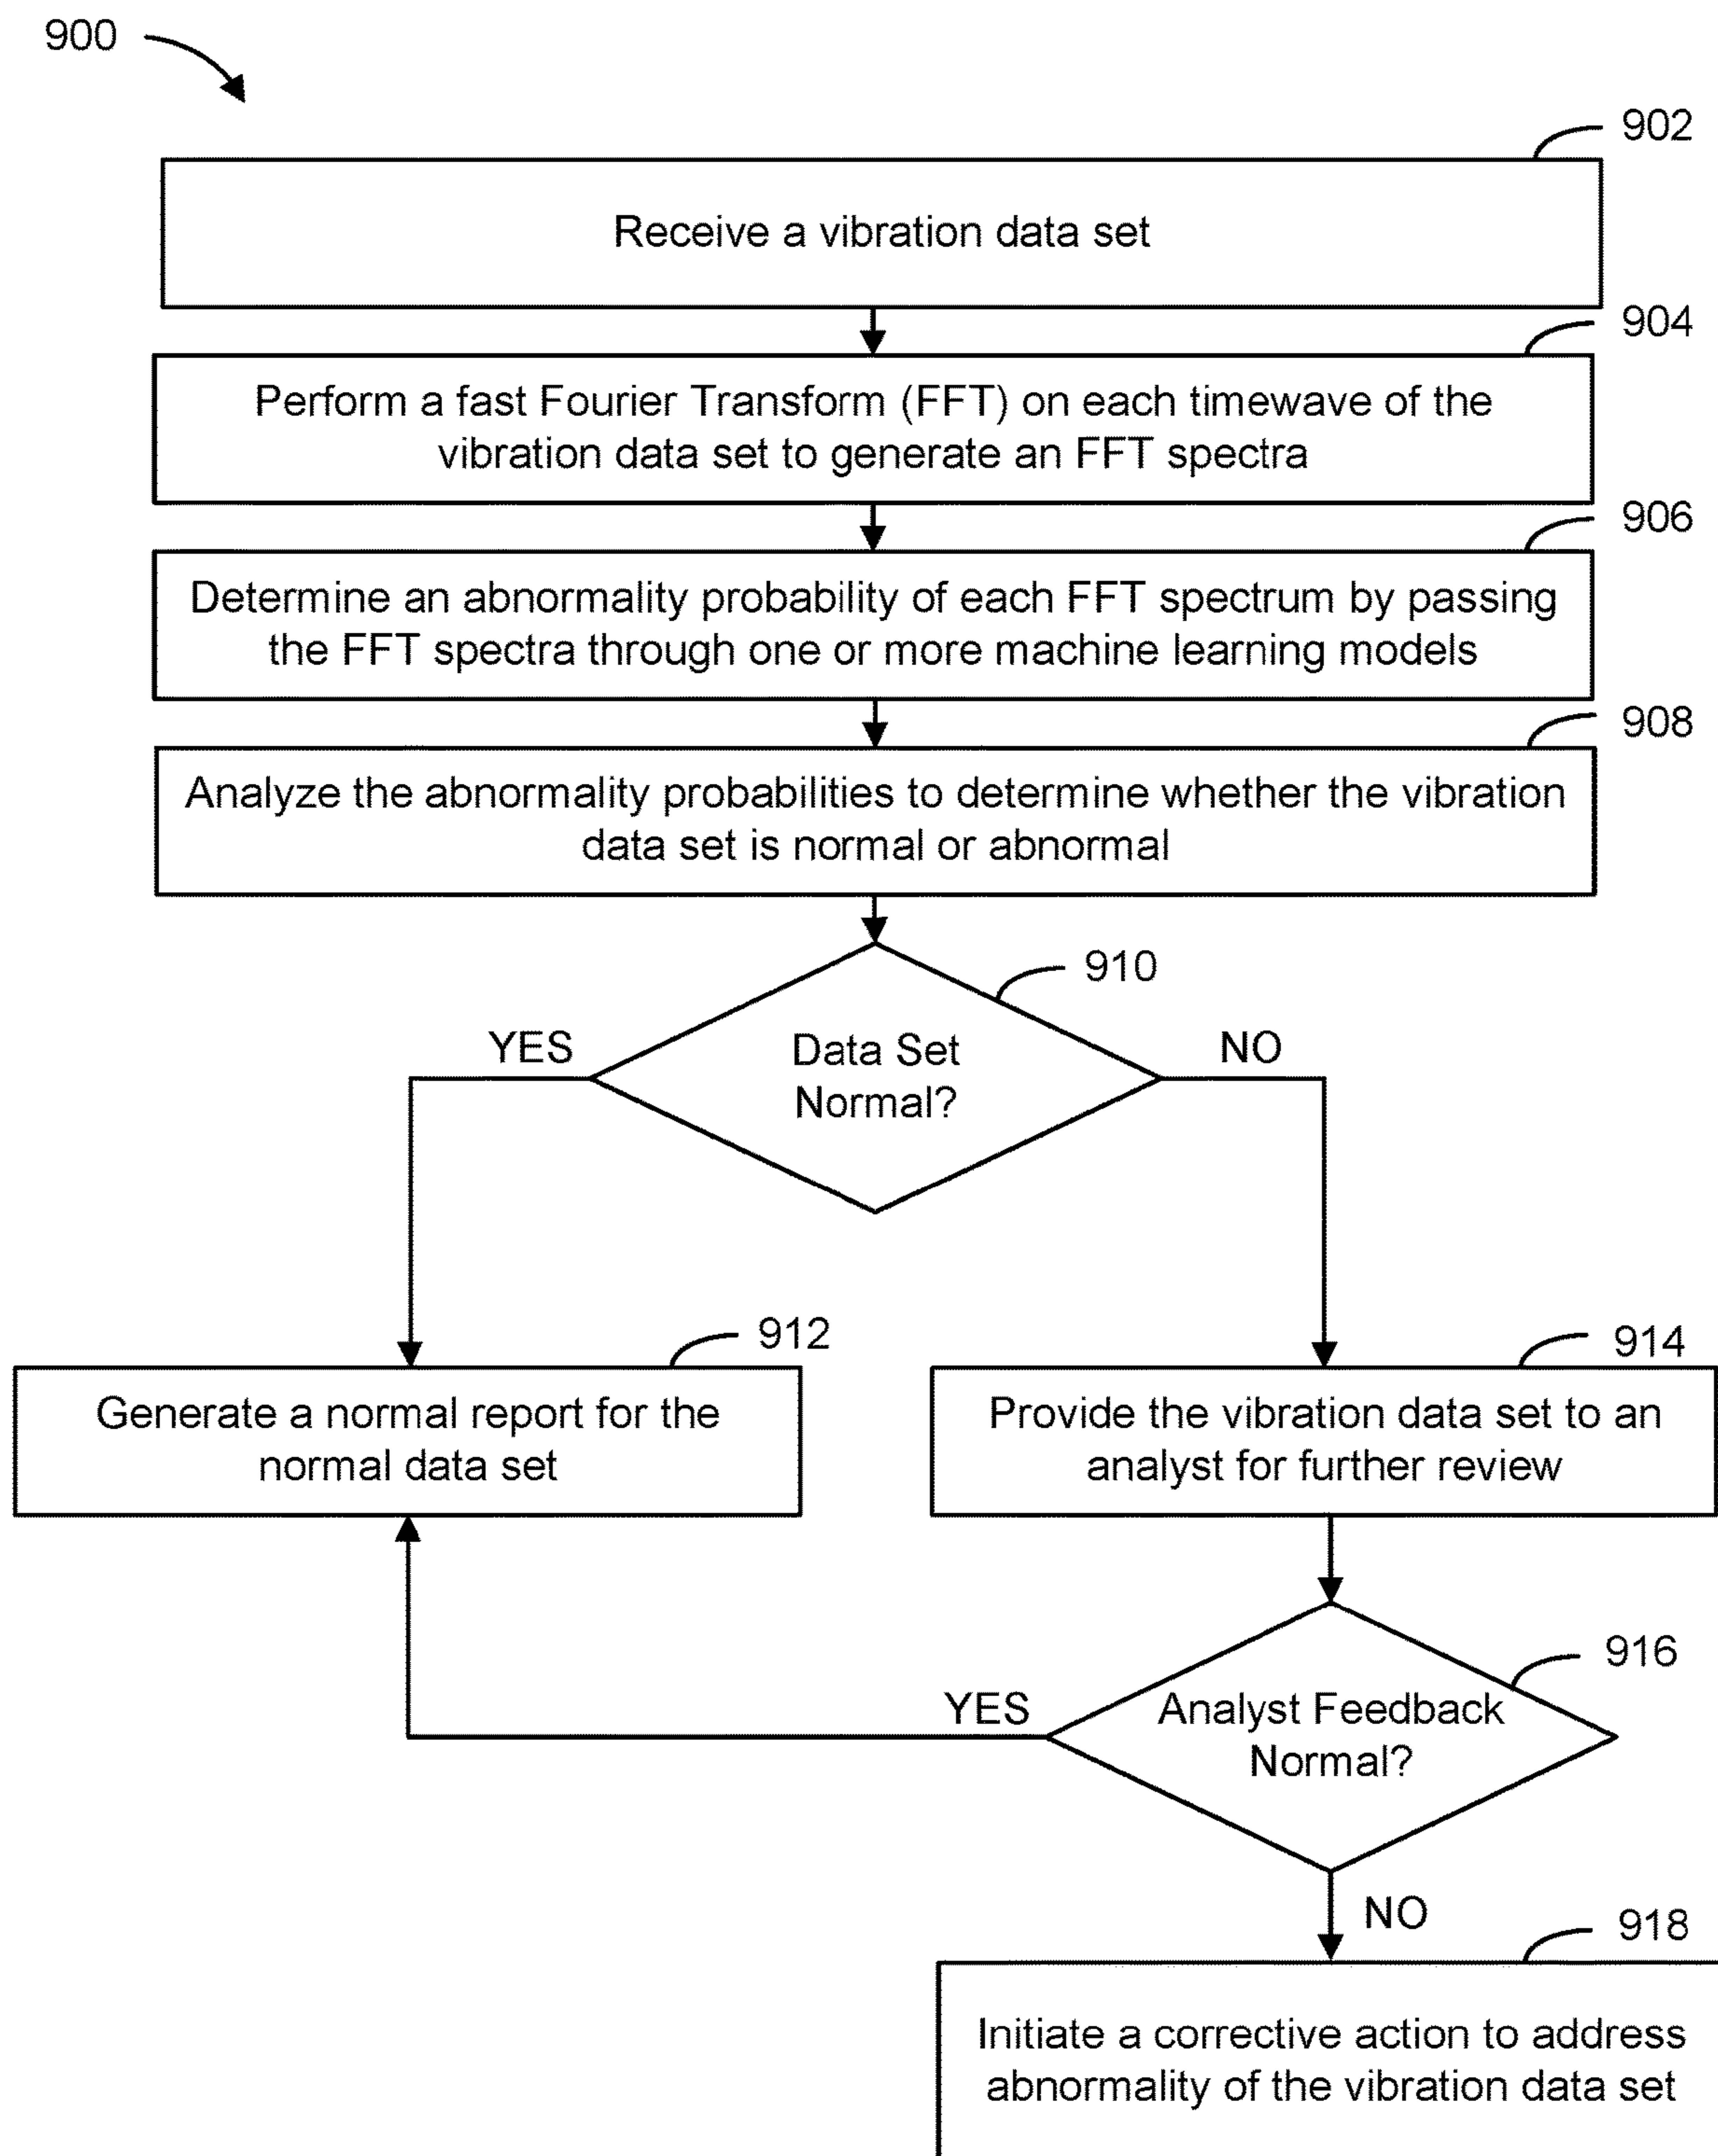 900
902
Receive a vibration data set
904
Perform a fast Fourier Transform (FFT) on each timewave of the
vibration data set to generate an FFT spectra
906
Determine an abnormality probability of each FFT spectrum by passing
the FFT spectra through one or more machine learning models
908
Analyze the abnormality probabilities to determine whether the vibration
data set is normal or abnormal
910
YES
Data Set
Normal?
NO
912
Generate a normal report for the
normal data set
914
Provide the vibration data set to an
analyst for further review
916
YES
Analyst Feedback
Normal?
NO
918
Initiate a corrective action to address
abnormality of the vibration data set